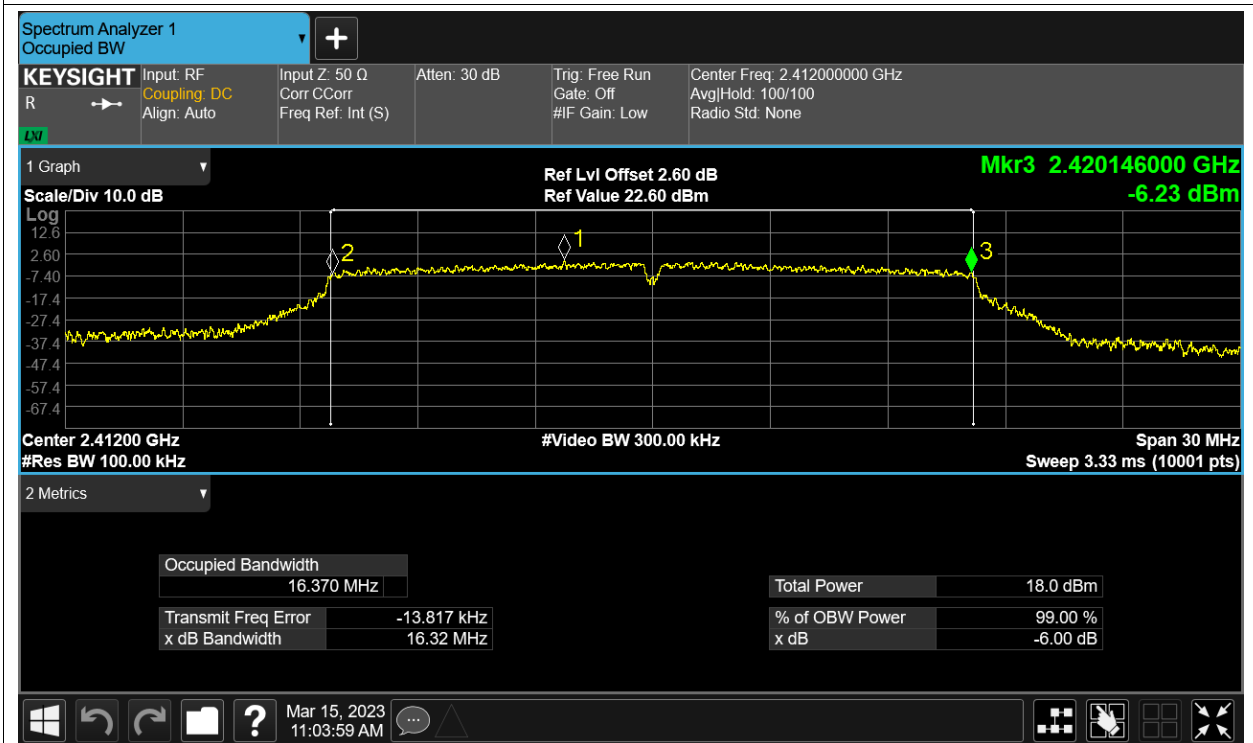 Spectrum Analyzer 1
Occupied BW
KEYSIGHT
R
LXI
Input: RF
Coupling: DC
Align: Auto
Input Z: 50 Ω
Corr CCorr
Freq Ref: Int (S)
Atten: 30 dB
Trig: Free Run
Gate: Off
#IF Gain: Low
Center Freq: 2.412000000 GHz
Avg|Hold: 100/100
Radio Std: None
1 Graph
Scale/Div 10.0 dB
Ref Lvl Offset 2.60 dB
Ref Value 22.60 dBm
Mkr3 2.420146000 GHz
-6.23 dBm
Log
12.6
2.60
-7.40
-17.4
-27.4
-37.4
-47.4
-57.4
-67.4
2
1
3
Center 2.41200 GHz
#Video BW 300.00 kHz
Span 30 MHz
#Res BW 100.00 kHz
Sweep 3.33 ms (10001 pts)
2 Metrics
Occupied Bandwidth
16.370 MHz
Transmit Freq Error -13.817 kHz
x dB Bandwidth 16.32 MHz
Total Power 18.0 dBm
% of OBW Power 99.00 %
x dB -6.00 dB
?
Mar 15, 2023
11:03:59 AM